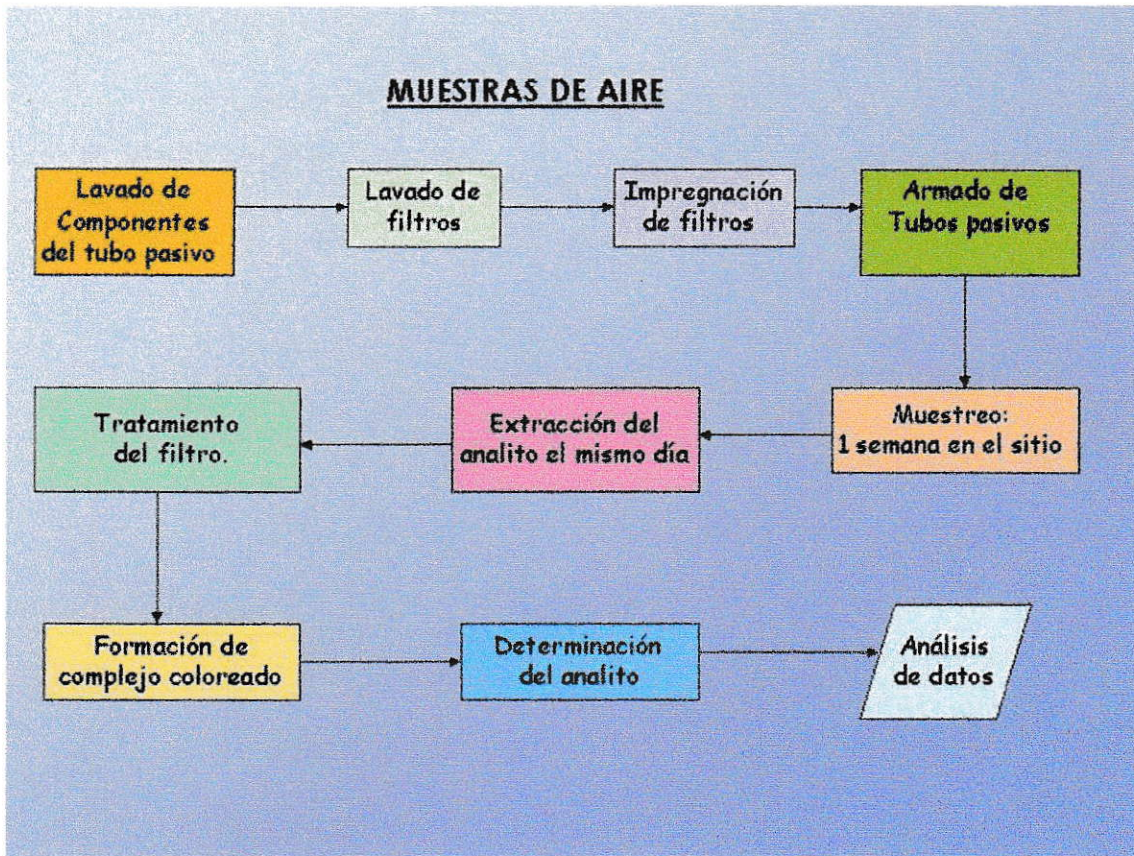 MUESTRAS DE AIRE
Lavado de
Componentes
del tubo pasivo
Lavado de
filtros
Impregnación
de filtros
Armado de
Tubos pasivos
Muestreo:
1 semana en el sitio
Extracción del
analito el mismo día
Tratamiento
del filtro.
Formación de
complejo coloreado
Determinación
del analito
Análisis
de datos